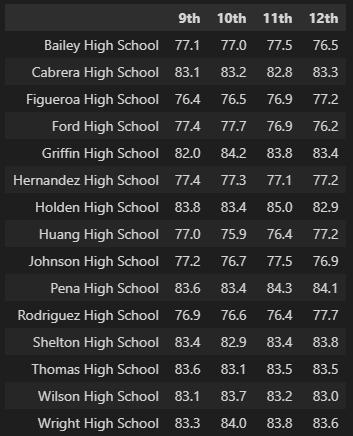 9th 10th 11th 12th
Bailey High School 77.1 77.0 77.5 76.5
Cabrera High School 83.1 83.2 82.8 83.3
Figueroa High School 76.4 76.5 76.9 77.2
Ford High School 77.4 77.7 76.9 76.2
Griffin High School 82.0 84.2 83.8 83.4
Hernandez High School 77.4 77.3 77.1 77.2
Holden High School 83.8 83.4 85.0 82.9
Huang High School 77.0 75.9 76.4 77.2
Johnson High School 77.2 76.7 77.5 76.9
Pena High School 83.6 83.4 84.3 84.1
Rodriguez High School 76.9 76.6 76.4 77.7
Shelton High School 83.4 82.9 83.4 83.8
Thomas High School 83.6 83.1 83.5 83.5
Wilson High School 83.1 83.7 83.2 83.0
Wright High School 83.3 84.0 83.8 83.6